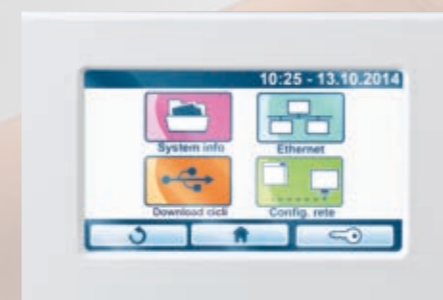 10:25 - 13.10.2014
System info
Ethernet
Download cicli
Config. rete